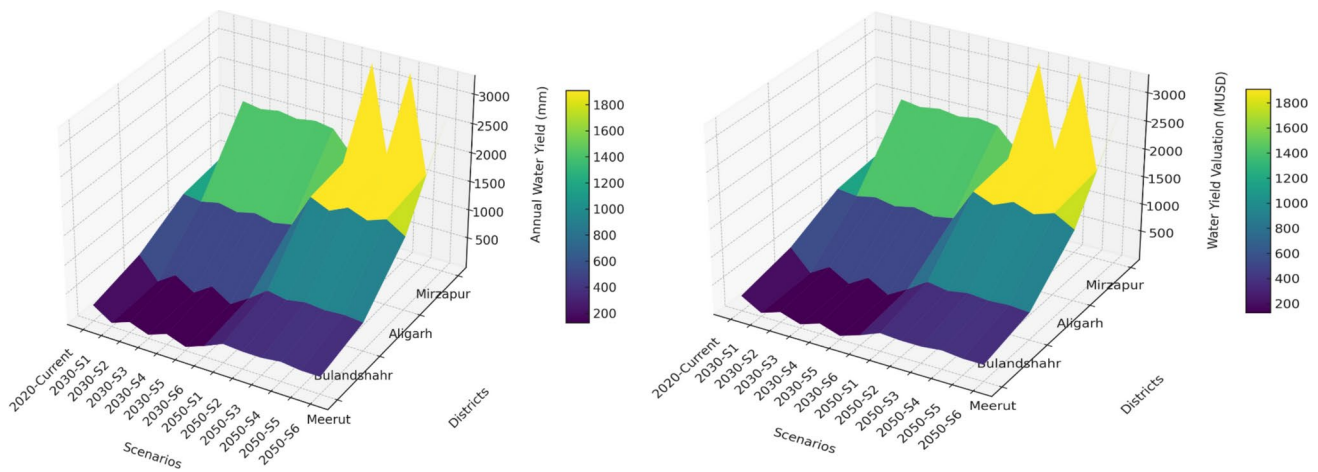 3000
2500
2000
1500
1000
500
Annual Water Yield (mm)
1800
1600
1400
1200
1000
800
600
400
200
Mirzapur
Aligarh
Bulandshahr
Meerut
Districts
2020-Current
2030-S1
2030-S2
2030-S3
2030-S4
2030-S5
2030-S6
2050-S1
2050-S2
2050-S3
2050-S4
2050-S5
2050-S6
Scenarios
3000
2500
2000
1500
1000
500
Water Yield Valuation (MUSD)
1800
1600
1400
1200
1000
800
600
400
200
Mirzapur
Aligarh
Bulandshahr
Meerut
Districts
2020-Current
2030-S1
2030-S2
2030-S3
2030-S4
2030-S5
2030-S6
2050-S1
2050-S2
2050-S3
2050-S4
2050-S5
2050-S6
Scenarios